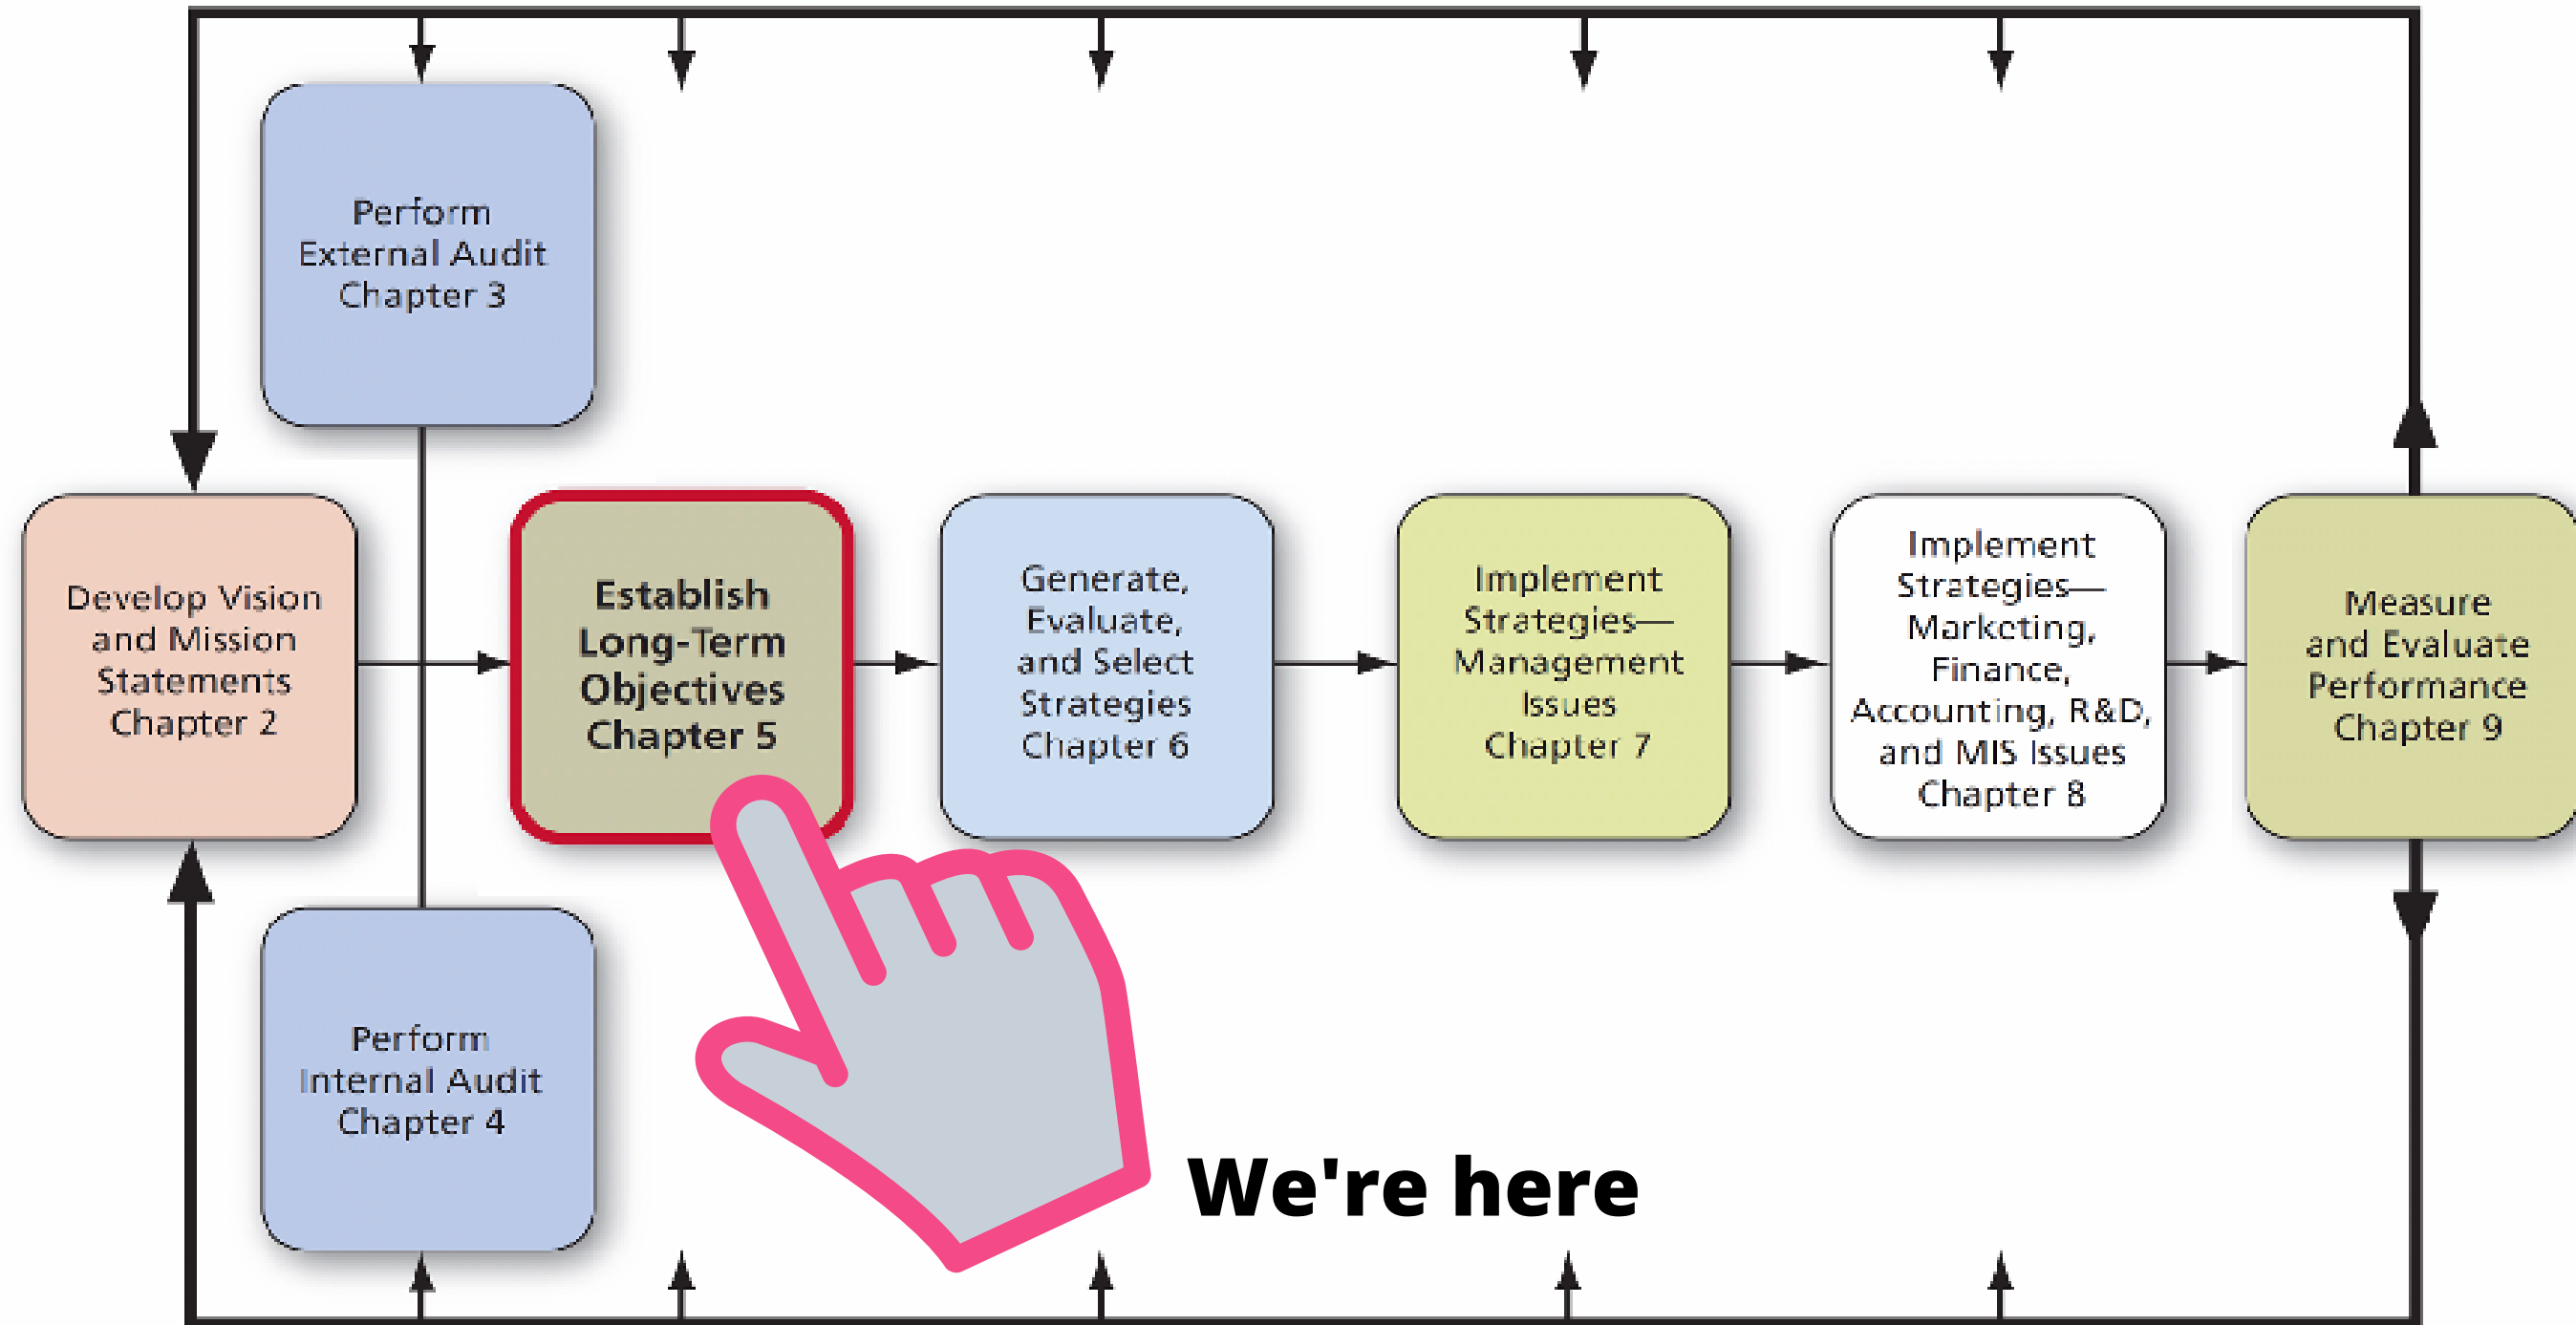 Perform
External Audit
Chapter 3
Develop Vision
and Mission
Statements
Chapter 2
Establish
Long-Term
Objectives
Chapter 5
Generate,
Evaluate,
and Select
Strategies
Chapter 6
Implement
Strategies—
Management
Issues
Chapter 7
Implement
Strategies—
Marketing,
Finance,
Accounting, R&D,
and MIS Issues
Chapter 8
Measure
and Evaluate
Performance
Chapter 9
Perform
Internal Audit
Chapter 4
We're here